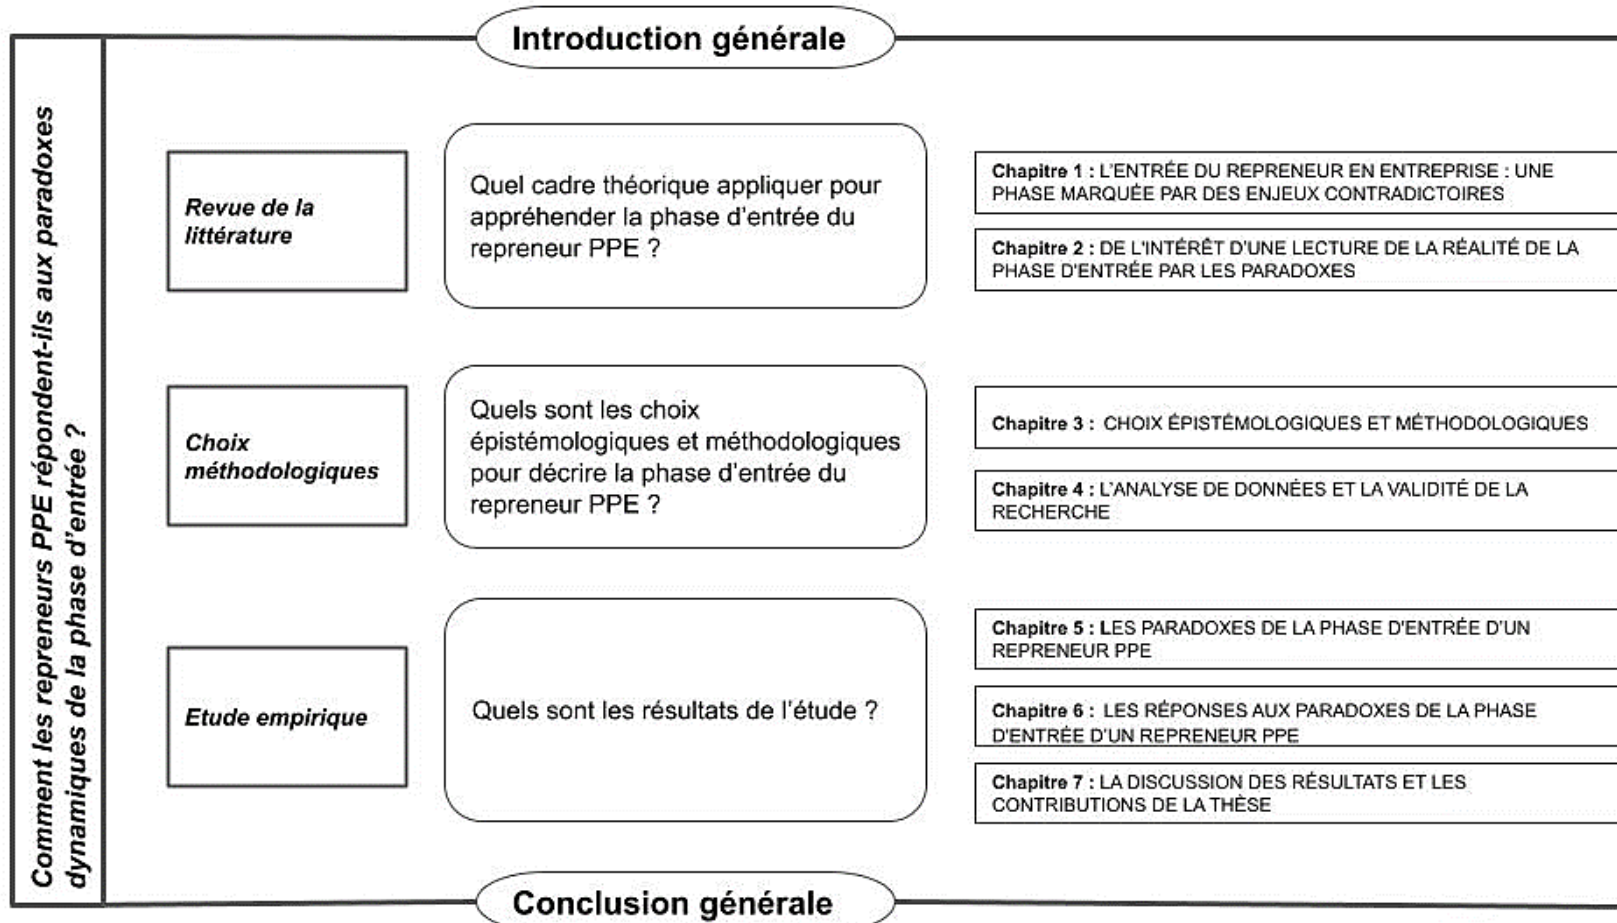 Introduction générale
Comment les repreneurs PPE répondent-ils aux paradoxes
dynamiques de la phase d'entrée ?
Revue de la
littérature
Quel cadre théorique appliquer pour
appréhender la phase d'entrée du
repreneur PPE ?
Chapitre 1 : L'ENTRÉE DU REPRENEUR EN ENTREPRISE : UNE
PHASE MARQUÉE PAR DES ENJEUX CONTRADICTOIRES
Chapitre 2 : DE L'INTÉRÊT D'UNE LECTURE DE LA RÉALITÉ DE LA
PHASE D'ENTRÉE PAR LES PARADOXES
Choix
méthodologiques
Quels sont les choix
épistémologiques et méthodologiques
pour décrire la phase d'entrée du
repreneur PPE ?
Chapitre 3 : CHOIX ÉPISTÉMOLOGIQUES ET MÉTHODOLOGIQUES
Chapitre 4 : L'ANALYSE DE DONNÉES ET LA VALIDITÉ DE LA
RECHERCHE
Etude empirique
Quels sont les résultats de l'étude ?
Chapitre 5 : LES PARADOXES DE LA PHASE D'ENTRÉE D'UN
REPRENEUR PPE
Chapitre 6 : LES RÉPONSES AUX PARADOXES DE LA PHASE
D'ENTRÉE D'UN REPRENEUR PPE
Chapitre 7 : LA DISCUSSION DES RÉSULTATS ET LES
CONTRIBUTIONS DE LA THÈSE
Conclusion générale